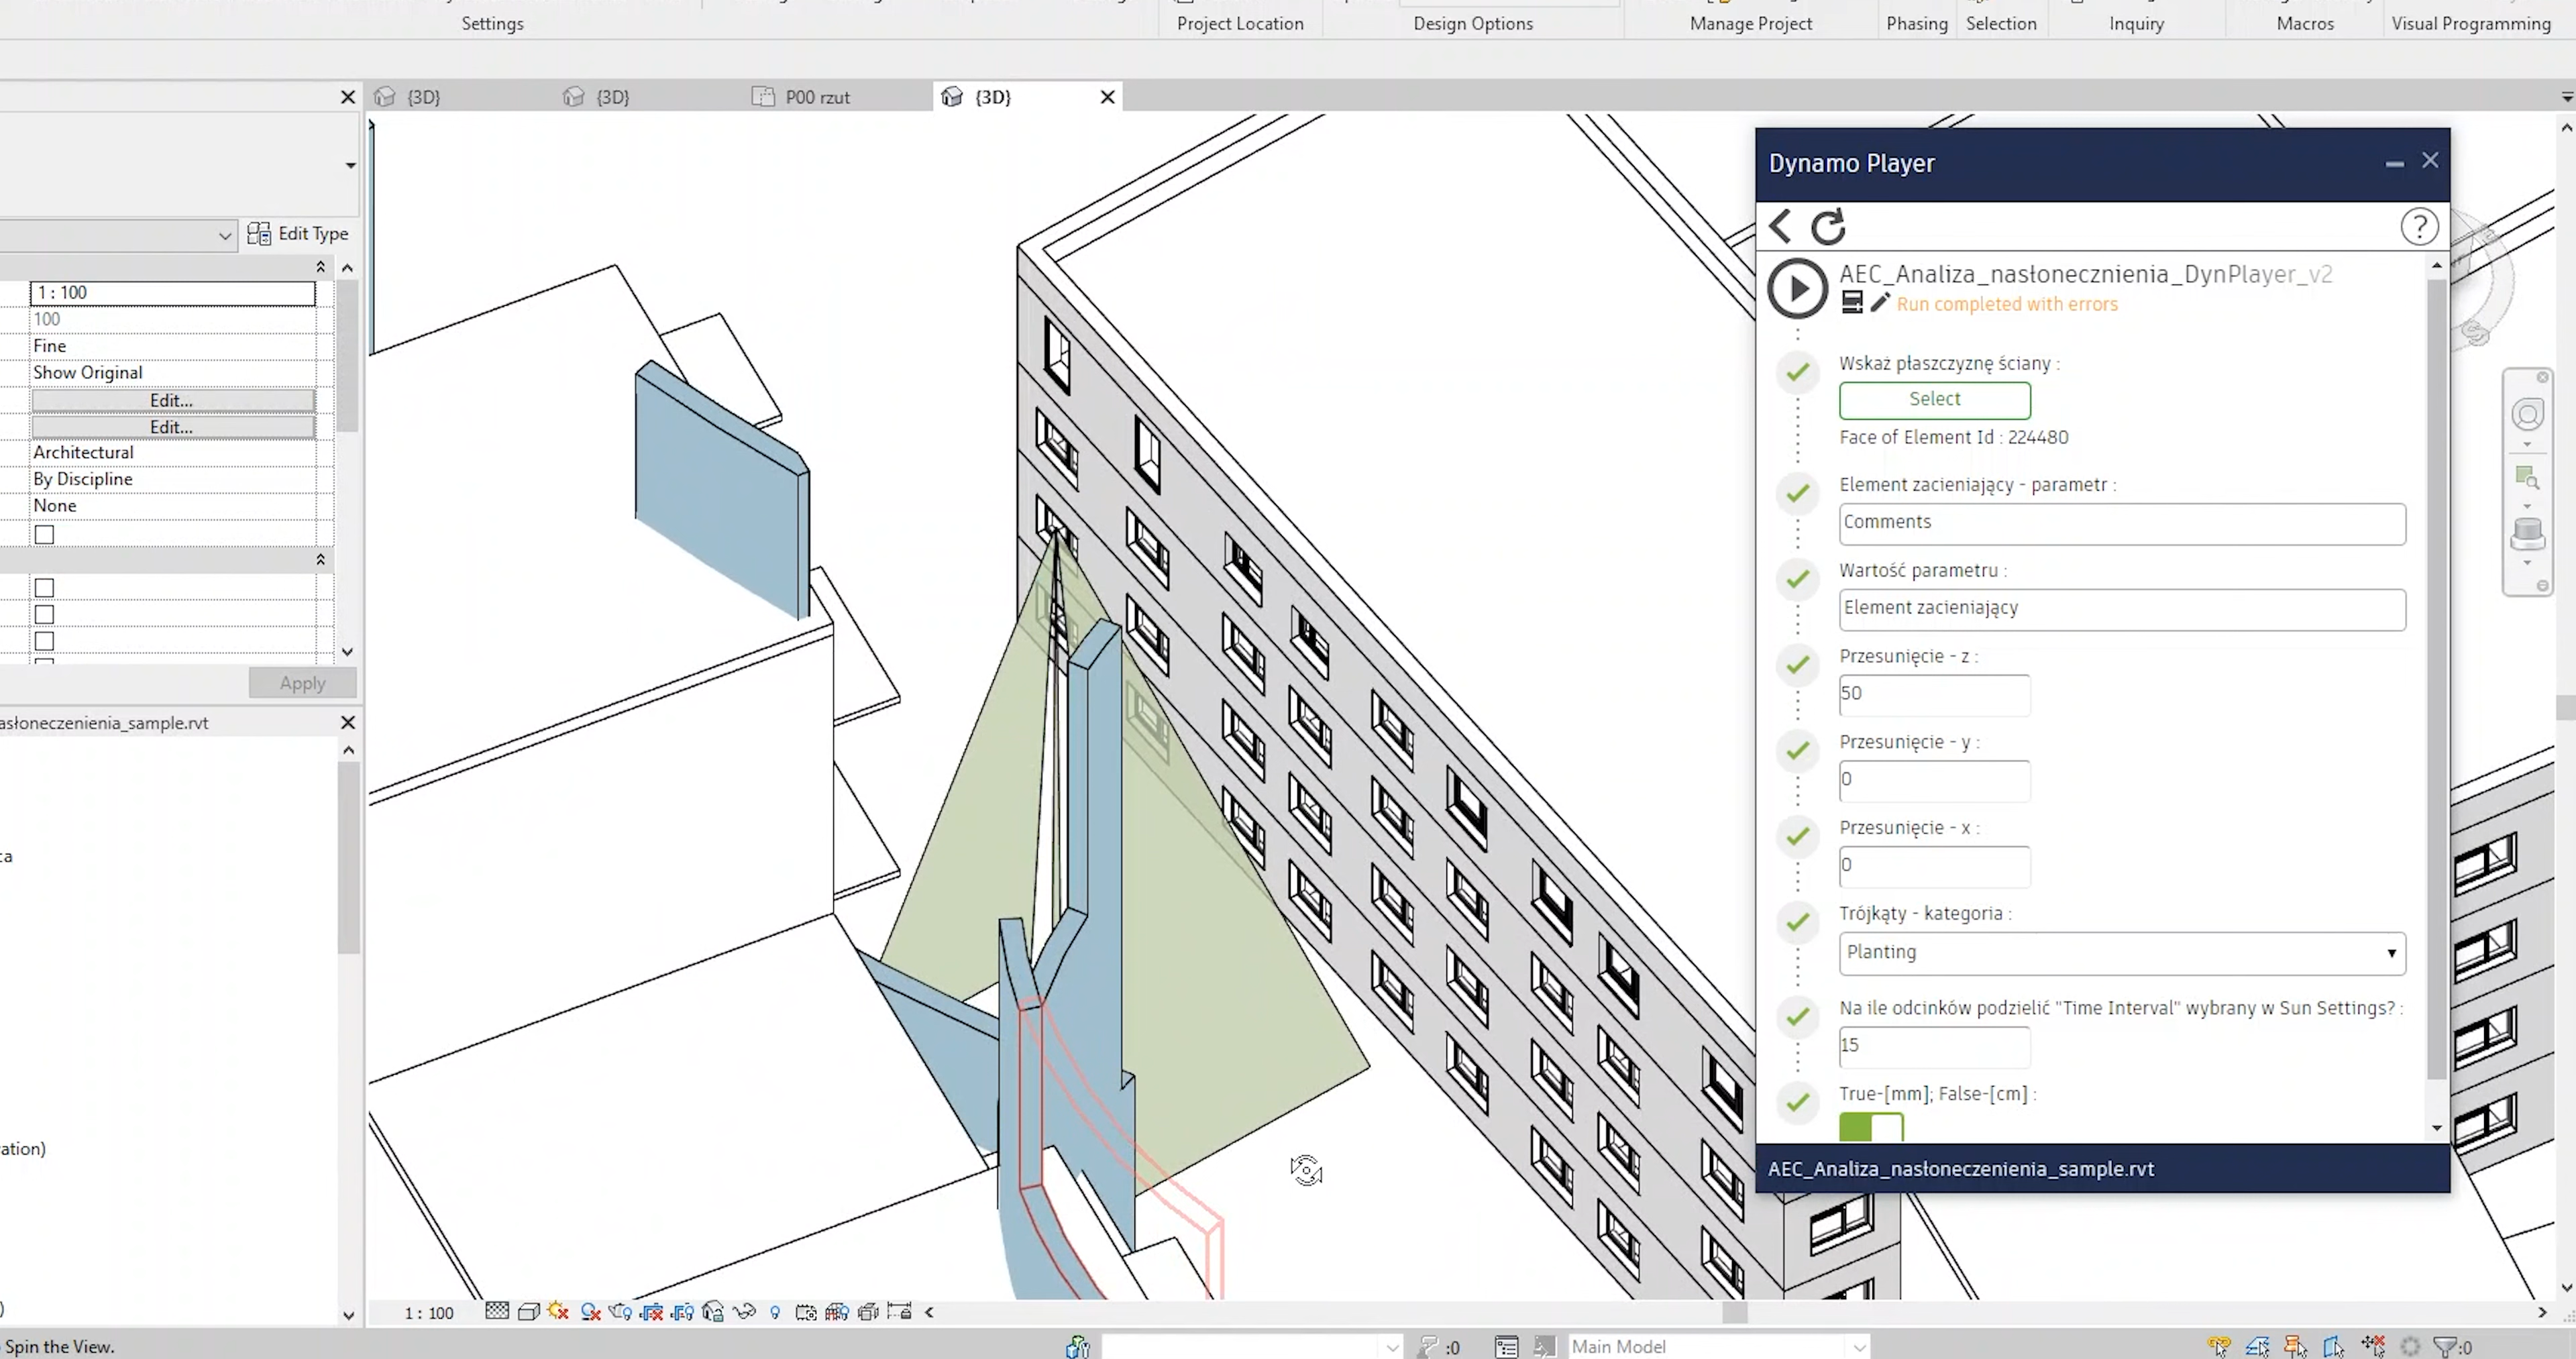 Settings
Project Location
Design Options
Manage Project
Phasing
Selection
Inquiry
Macros
Visual Programming
{3D}
{3D}
P00 rzut
{3D}
Edit Type
1 : 100
100
Fine
Show Original
Edit...
Edit...
Architectural
By Discipline
None
Apply
asłoneczenienia_sample.rvt
ca
ation)
)
Dynamo Player
?
AEC_Analiza_nasłonecznienia_DynPlayer_v2
Run completed with errors
Wskaż płaszczyznę ściany :
Select
Face of Element Id : 224480
Element zacieniający - parametr :
Comments
Wartość parametru :
Element zacieniający
Przesunięcie - z :
50
Przesunięcie - y :
0
Przesunięcie - x :
0
Trójkąty - kategoria :
Planting
Na ile odcinków podzielić "Time Interval" wybrany w Sun Settings? :
15
True-[mm]; False-[cm] :
AEC_Analiza_nasłoneczenienia_sample.rvt
S
1 : 100
Spin the View.
:0
Main Model
:0